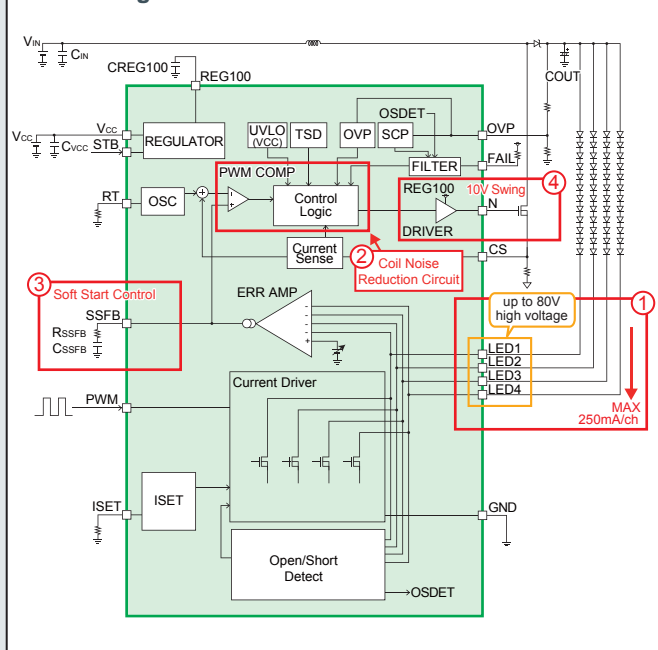 VIN
CIN
CREG100
REG100
COUT
VCC
VCC
CVCC
STB
REGULATOR
UVLO
(VCC)
TSD
OVP
SCP
OSDET
OVP
FAIL
FILTER
PWM COMP
RT
OSC
Control
Logic
REG100
10V Swing
④
N
DRIVER
Current
Sense
②
Coil Noise
Reduction Circuit
CS
③
Soft Start Control
SSFB
RSSFB
CSSFB
ERR AMP
①
up to 80V
high voltage
LED1
LED2
LED3
LED4
MAX
250mA/ch
Current Driver
PWM
ISET
ISET
GND
Open/Short
Detect
OSDET